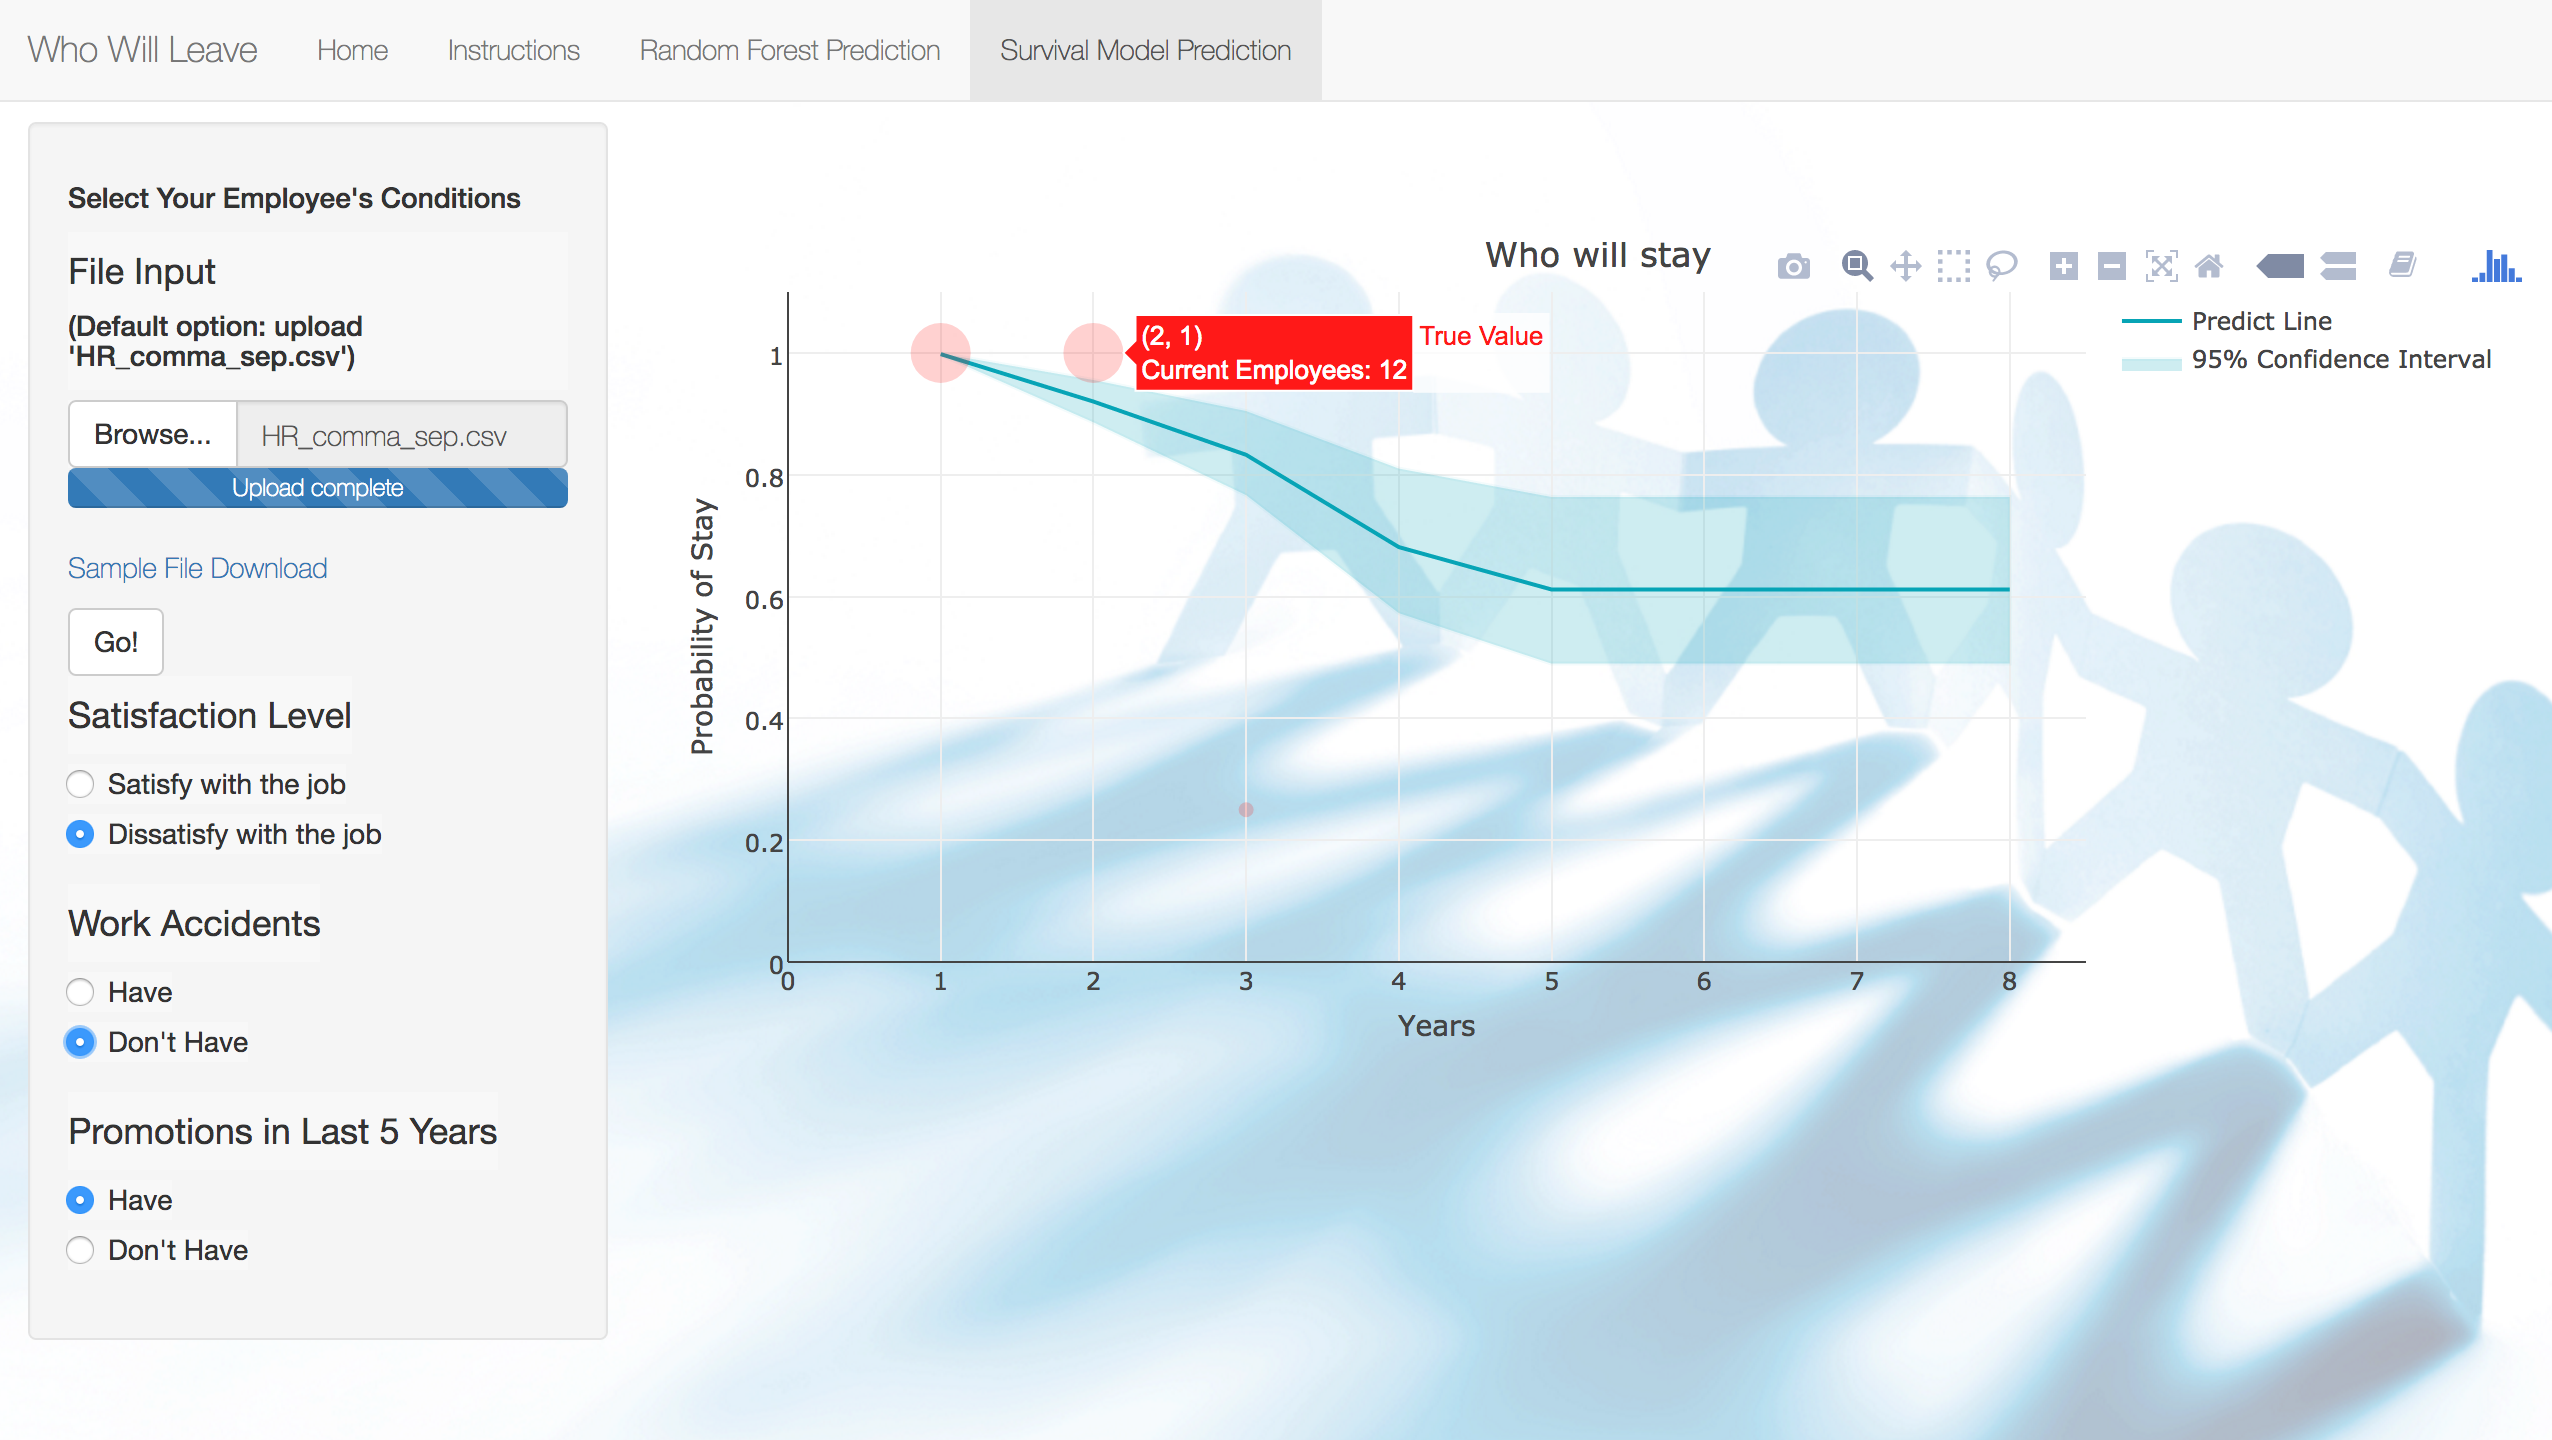 Who Will Leave
Home
Instructions
Random Forest Prediction
Survival Model Prediction
Select Your Employee's Conditions
File Input
(Default option: upload
'HR_comma_sep.csv')
Browse...
HR_comma_sep.csv
Upload complete
Sample File Download
Go!
Satisfaction Level
Satisfy with the job
Dissatisfy with the job
Work Accidents
Have
Don't Have
Promotions in Last 5 Years
Have
Don't Have
Who will stay
Predict Line
95% Confidence Interval
(2, 1)
Current Employees: 12
True Value
Probability of Stay
1
0.8
0.6
0.4
0.2
0
0
1
2
3
4
5
6
7
8
Years